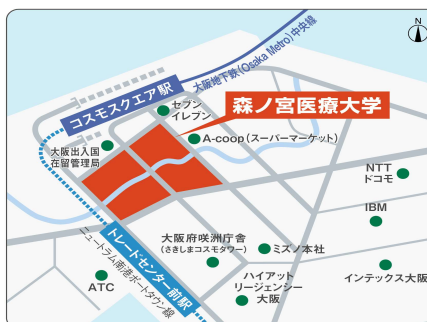 N
大阪地下鉄(Osaka Metro)中央線
コスモスクエア駅
セブン
イレブン
森ノ宮医療大学
A-coop(スーパーマーケット)
大阪出入国
在留管理局
NTT
ドコモ
IBM
トレードセンター前駅
ニュートラム南港ポートタウン線
大阪府咲洲庁舎
(さきしまコスモタワー)
ミズノ本社
インテックス大阪
ハイアット
リージェンシー
大阪
ATC